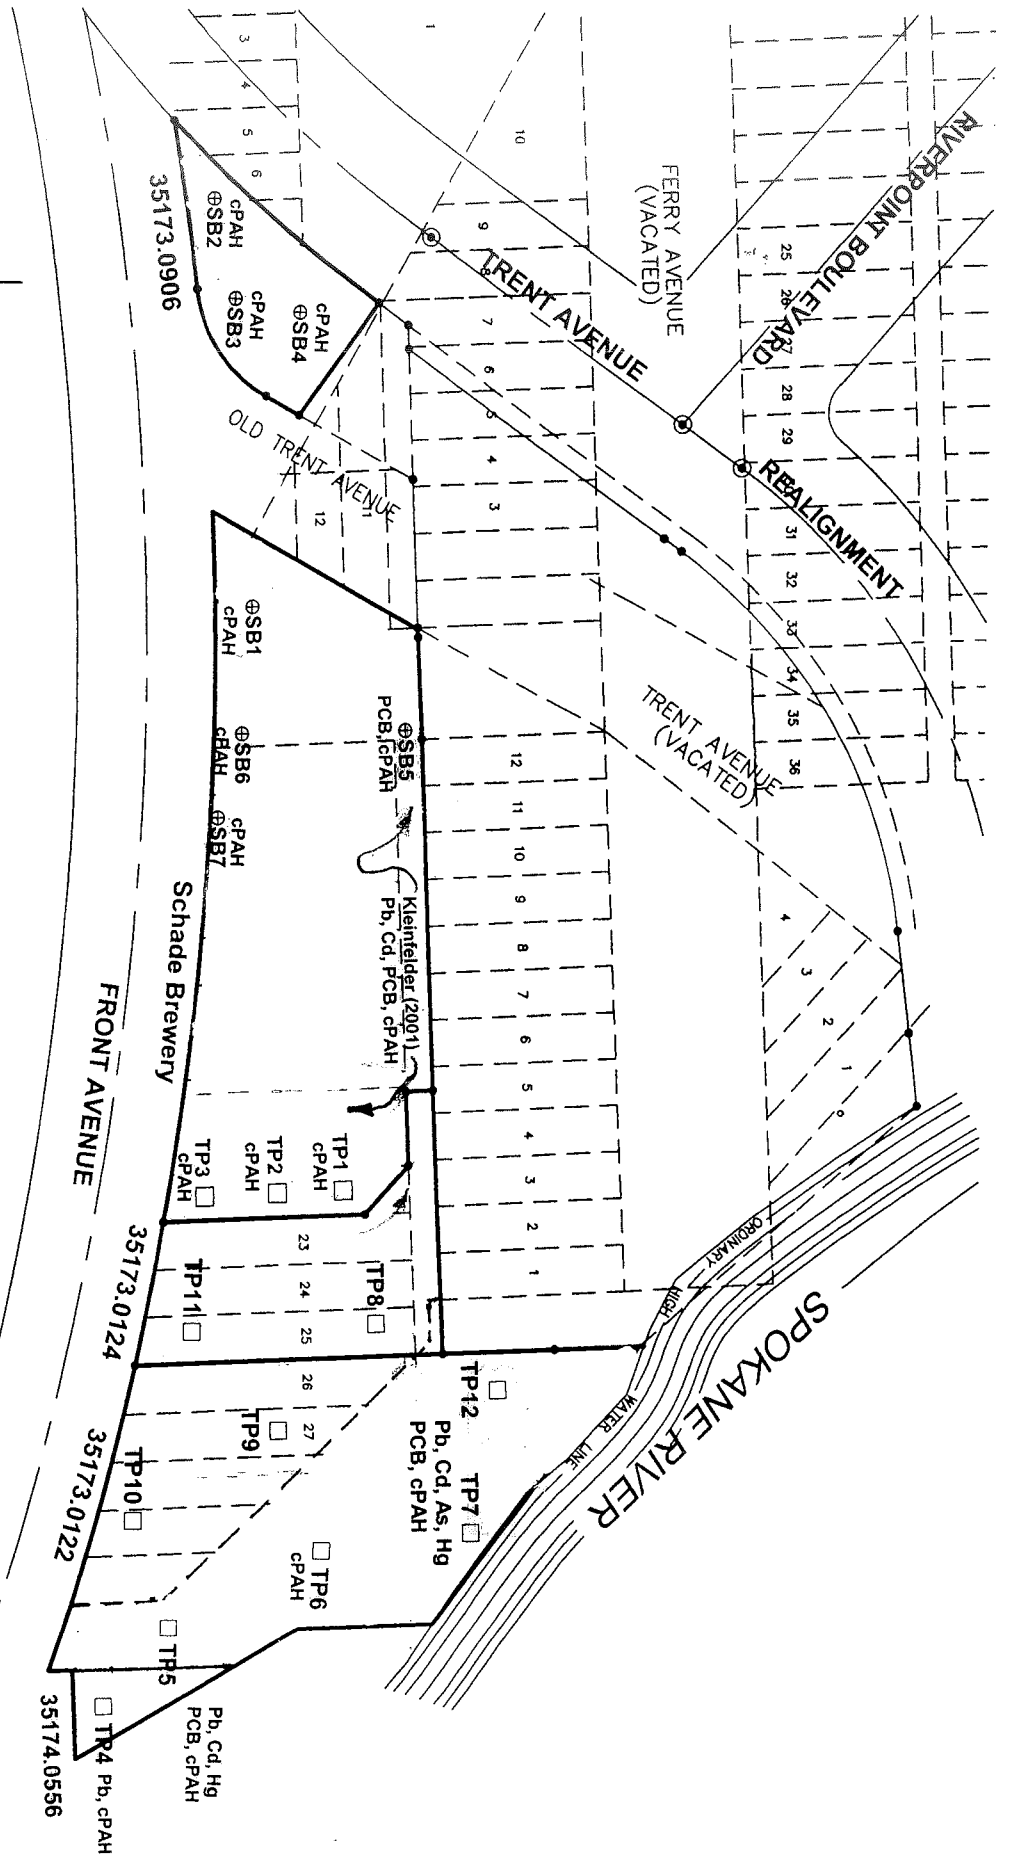 RIVERPOINT BOULEVARD
FERRY AVENUE
(VACATED)
TRENT AVENUE
REALIGNMENT
25
26
27
28
29
31
32
33
34
35
36
1
10
9
8
7
6
5
4
3
3
4
5
6
35173.0906
cPAH
⊕SB2
cPAH
⊕SB3
cPAH
⊕SB4
OLD TRENT AVENUE
11
12
TRENT AVENUE
(VACATED)
⊕SB1
cPAH
⊕SB6
cPAH
cPAH
⊕SB7
⊕SB5
PCB, cPAH
12
11
10
9
8
7
6
5
4
3
2
1
4
3
2
1
Kleinfelder (2001)
Pb, Cd, PCB, cPAH
Schade Brewery
FRONT AVENUE
TP1
cPAH
TP2
cPAH
TP3
cPAH
23
24
25
26
27
TP8
TP11
35173.0124
ORDINARY
HIGH
WATER LINE
SPOKANE RIVER
TP12
TP9
TP10
35173.0122
TP7
Pb, Cd, As, Hg
PCB, cPAH
TP6
cPAH
TP5
Pb, Cd, Hg
PCB, cPAH
TP4 Pb, cPAH
35174.0556